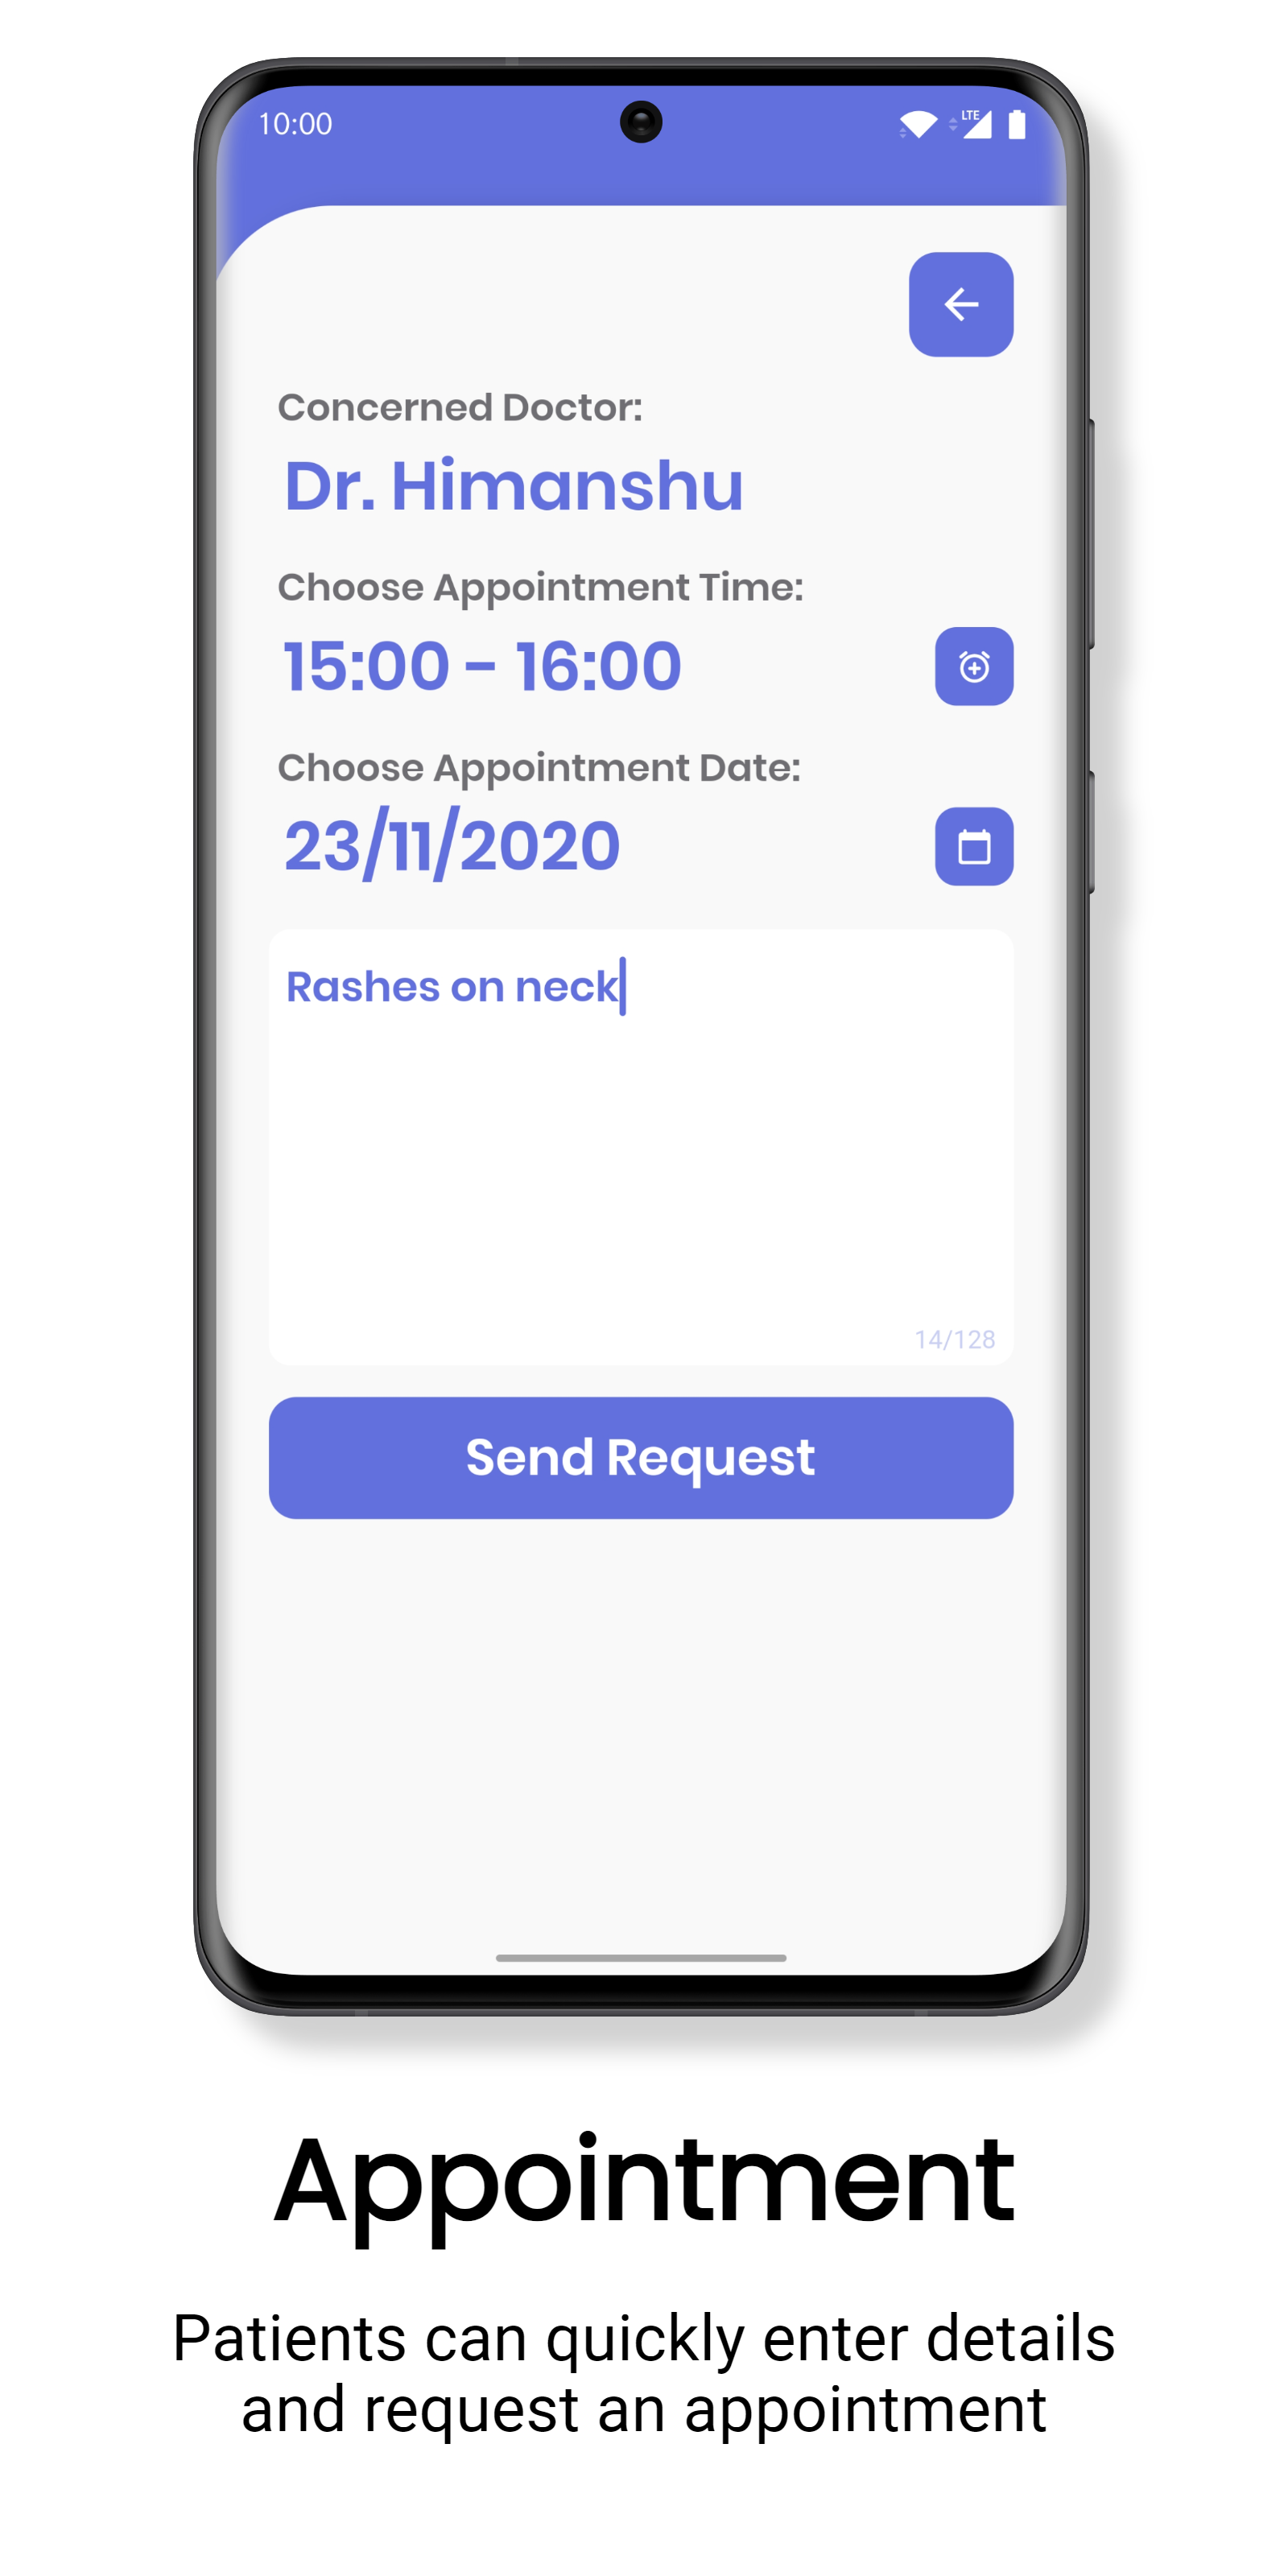 10:00
LTE
Concerned Doctor:
Dr. Himanshu
Choose Appointment Time:
15:00 - 16:00
Choose Appointment Date:
23/11/2020
Rashes on neck
14/128
Send Request
Appointment
Patients can quickly enter details
and request an appointment